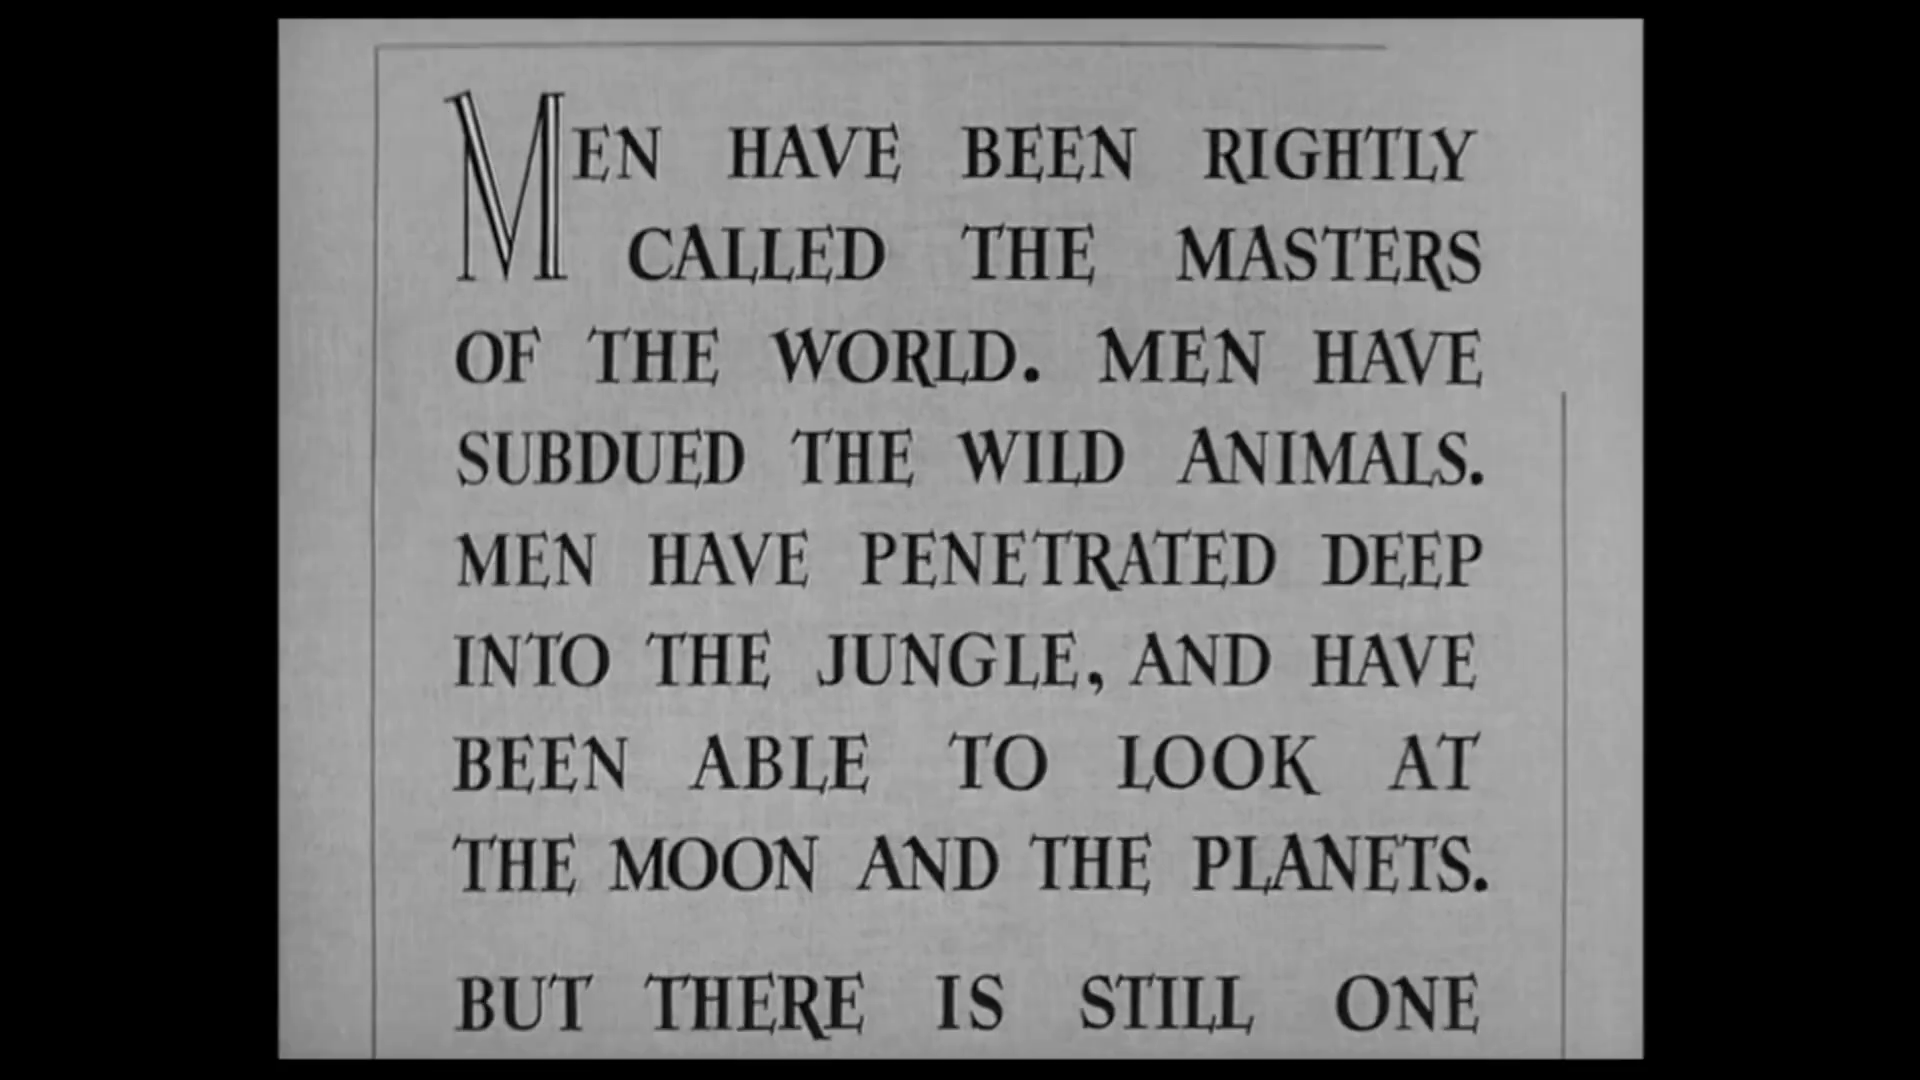 MEN HAVE BEEN RIGHTLY
CALLED THE MASTERS
OF THE WORLD. MEN HAVE
SUBDUED THE WILD ANIMALS.
MEN HAVE PENETRATED DEEP
INTO THE JUNGLE, AND HAVE
BEEN ABLE TO LOOK AT
THE MOON AND THE PLANETS.
BUT THERE IS STILL ONE